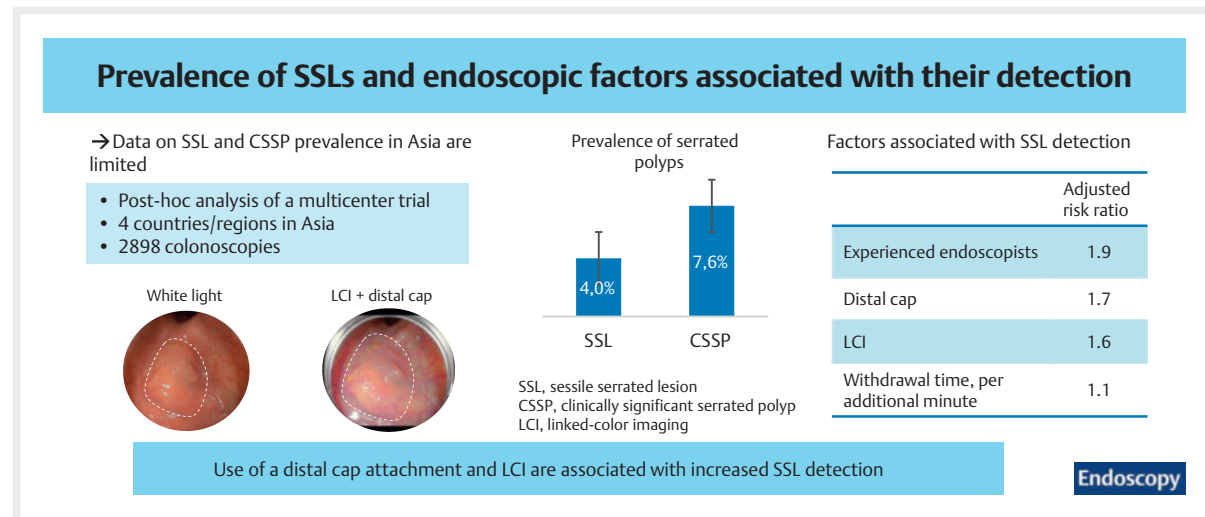 Prevalence of SSLs and endoscopic factors associated with their detection
→Data on SSL and CSSP prevalence in Asia are
limited
• Post-hoc analysis of a multicenter trial
• 4 countries/regions in Asia
• 2898 colonoscopies
White light
LCI + distal cap
Prevalence of serrated
polyps
4,0%
7,6%
SSL
CSSP
SSL, sessile serrated lesion
CSSP, clinically significant serrated polyp
LCI, linked-color imaging
Factors associated with SSL detection
Adjusted
risk ratio
Experienced endoscopists 1.9
Distal cap 1.7
LCI 1.6
Withdrawal time, per
additional minute 1.1
Use of a distal cap attachment and LCI are associated with increased SSL detection
Endoscopy